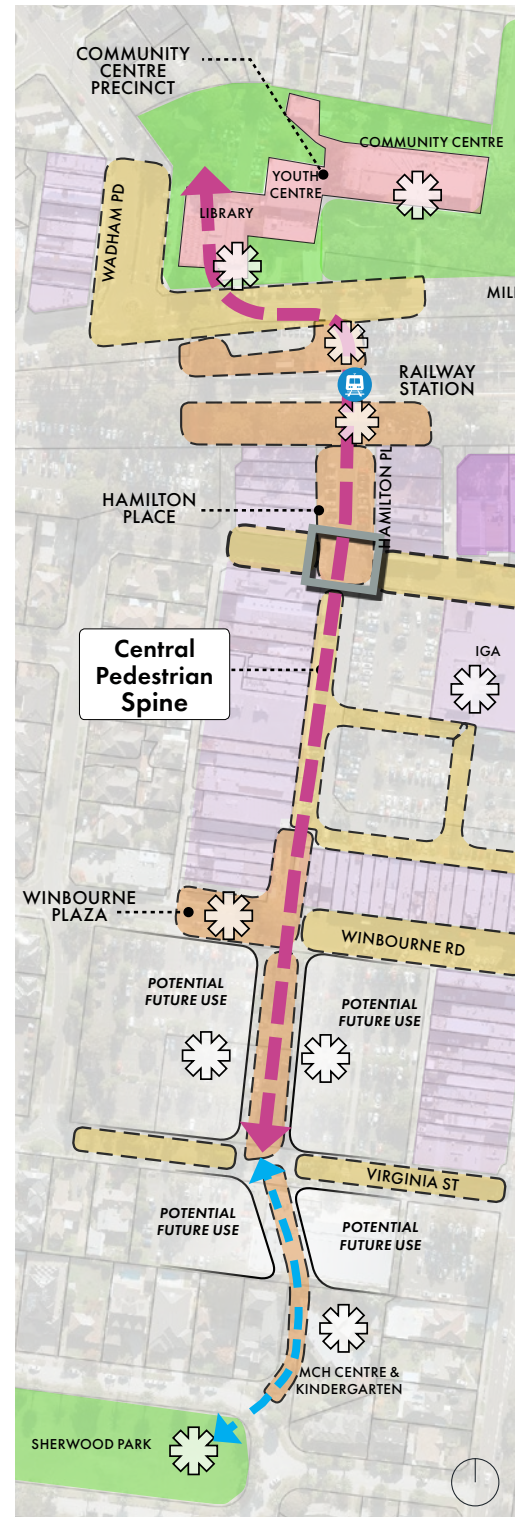 COMMUNITY
CENTRE
PRECINCT
COMMUNITY CENTRE
YOUTH
CENTRE
LIBRARY
WADHAM PD
MIL
RAILWAY
STATION
HAMILTON PL
HAMILTON
PLACE
Central
Pedestrian
Spine
IGA
WINBOURNE
PLAZA
WINBOURNE RD
POTENTIAL
FUTURE USE
POTENTIAL
FUTURE USE
VIRGINIA ST
POTENTIAL
FUTURE USE
POTENTIAL
FUTURE USE
MCH CENTRE &
KINDERGARTEN
SHERWOOD PARK